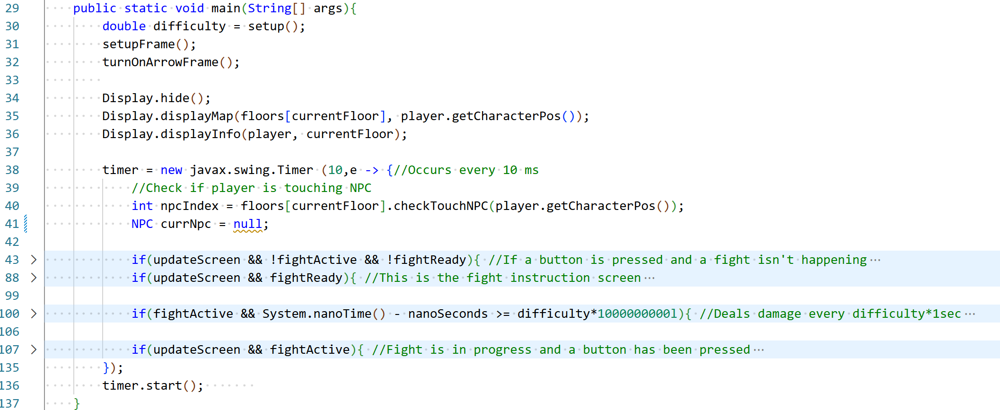 29 public static void main(String[] args){
30 double difficulty = setup();
31 setupFrame();
32 turnOnArrowFrame();
33
34 Display.hide();
35 Display.displayMap(floors[currentFloor], player.getCharacterPos());
36 Display.displayInfo(player, currentFloor);
37
38 timer = new javax.swing.Timer (10,e -> {//Occurs every 10 ms
39 //Check if player is touching NPC
40 int npcIndex = floors[currentFloor].checkTouchNPC(player.getCharacterPos());
41 NPC currNpc = null;
42
43 if(updateScreen && !fightActive && !fightReady){ //If a button is pressed and a fight isn't happening…
88 if(updateScreen && fightReady){ //This is the fight instruction screen…
99
100 if(fightActive && System.nanoTime() - nanoSeconds >= difficulty*1000000000l){ //Deals damage every difficulty*1sec…
106
107 if(updateScreen && fightActive){ //Fight is in progress and a button has been pressed…
135 });
136 timer.start();
137 }